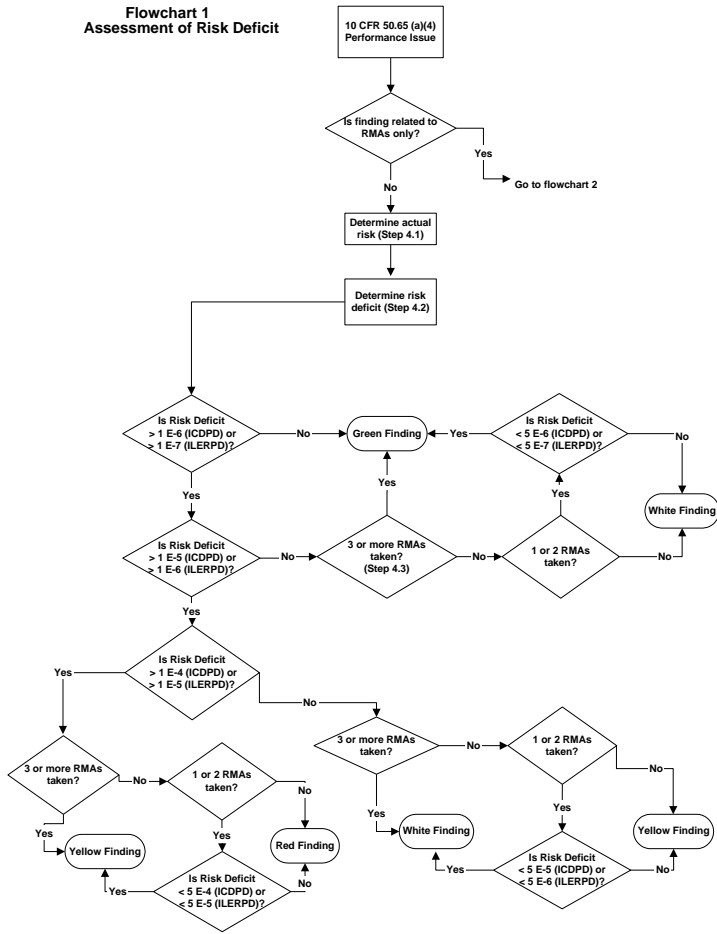 Flowchart 1
Assessment of Risk Deficit
10 CFR 50.65 (a)(4)
Performance Issue
Is finding related to
RMAs only?
Yes
Go to flowchart 2
No
Determine actual
risk (Step 4.1)
Determine risk
deficit (Step 4.2)
Is Risk Deficit
> 1 E-6 (ICDPD) or
> 1 E-7 (ILERPD)?
No
Green Finding
Yes
Is Risk Deficit
< 5 E-6 (ICDPD) or
< 5 E-7 (ILERPD)?
No
White Finding
Yes
Yes
Yes
Is Risk Deficit
> 1 E-5 (ICDPD) or
> 1 E-6 (ILERPD)?
No
3 or more RMAs
taken?
(Step 4.3)
No
1 or 2 RMAs
taken?
No
Yes
Is Risk Deficit
> 1 E-4 (ICDPD) or
> 1 E-5 (ILERPD)?
Yes
No
3 or more RMAs
taken?
No
1 or 2 RMAs
taken?
No
Yes
Yellow Finding
Yes
Red Finding
Yes
Is Risk Deficit
< 5 E-4 (ICDPD) or
< 5 E-5 (ILERPD)?
No
3 or more RMAs
taken?
No
1 or 2 RMAs
taken?
No
Yes
White Finding
Yes
Yellow Finding
Yes
Is Risk Deficit
< 5 E-5 (ICDPD) or
< 5 E-6 (ILERPD)?
No